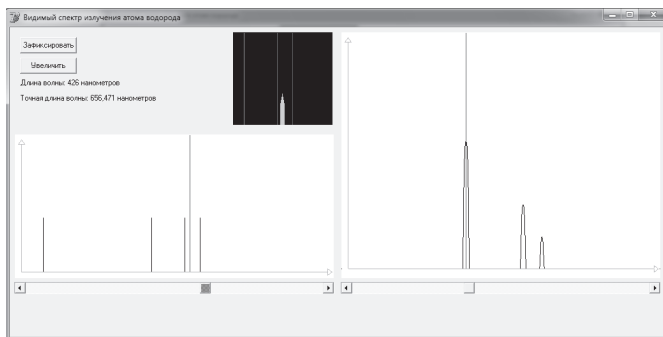 Видимый спектр излучения атома водорода
Зафиксировать
Увеличить
Длина волны: 426 нанометров
Точная длина волны: 656,471 нанометров